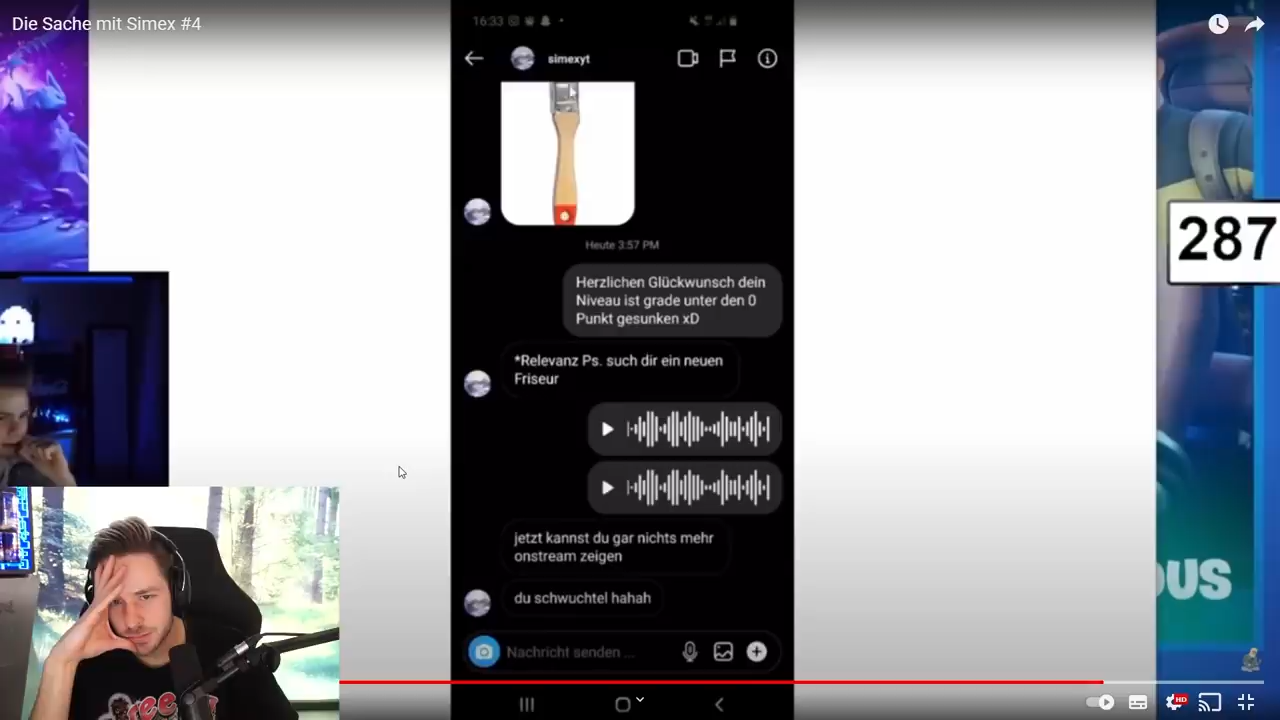 Die Sache mit Simex #4
16:33
simexyt
287
Heute 3:57 PM
Herzlichen Glückwunsch dein
Niveau ist grade unter den 0
Punkt gesunken xD
*Relevanz Ps. such dir ein neuen
Friseur
jetzt kannst du gar nichts mehr
onstream zeigen
du schwuchtel hahah
Nachricht senden ...
OUS
HD